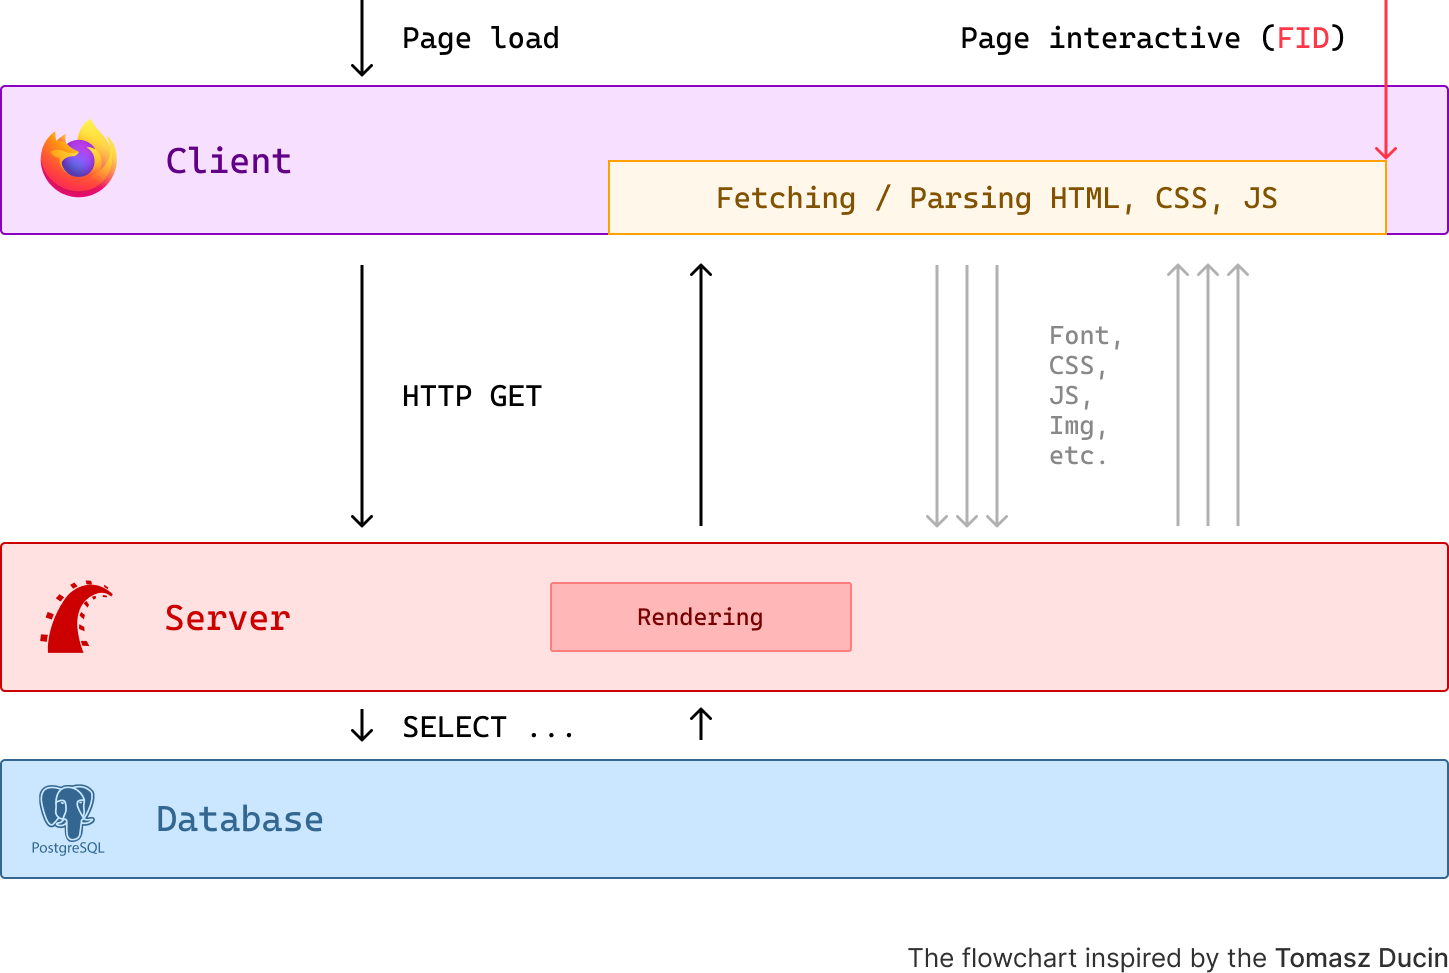 Page load
Page interactive (FID)
Client
Fetching / Parsing HTML, CSS, JS
HTTP GET
Font,
CSS,
JS,
Img,
etc.
Server
Rendering
SELECT ...
Database
PostgreSQL
The flowchart inspired by the Tomasz Ducin